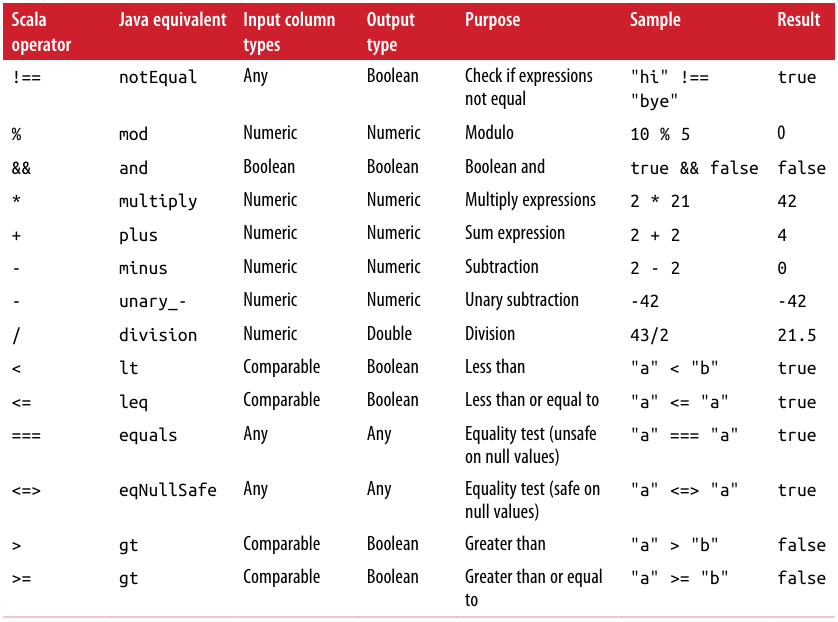 Scala operator | Java equivalent | Input column types | Output type | Purpose | Sample | Result
!== | notEqual | Any | Boolean | Check if expressions not equal | "hi" !== "bye" | true
% | mod | Numeric | Numeric | Modulo | 10 % 5 | 0
&& | and | Boolean | Boolean | Boolean and | true && false | false
* | multiply | Numeric | Numeric | Multiply expressions | 2 * 21 | 42
+ | plus | Numeric | Numeric | Sum expression | 2 + 2 | 4
- | minus | Numeric | Numeric | Subtraction | 2 - 2 | 0
- | unary_- | Numeric | Numeric | Unary subtraction | -42 | -42
/ | division | Numeric | Double | Division | 43/2 | 21.5
< | lt | Comparable | Boolean | Less than | "a" < "b" | true
<= | leq | Comparable | Boolean | Less than or equal to | "a" <= "a" | true
=== | equals | Any | Any | Equality test (unsafe on null values) | "a" === "a" | true
<=> | eqNullSafe | Any | Any | Equality test (safe on null values) | "a" <=> "a" | true
> | gt | Comparable | Boolean | Greater than | "a" > "b" | false
>= | gt | Comparable | Boolean | Greater than or equal to | "a" >= "b" | false